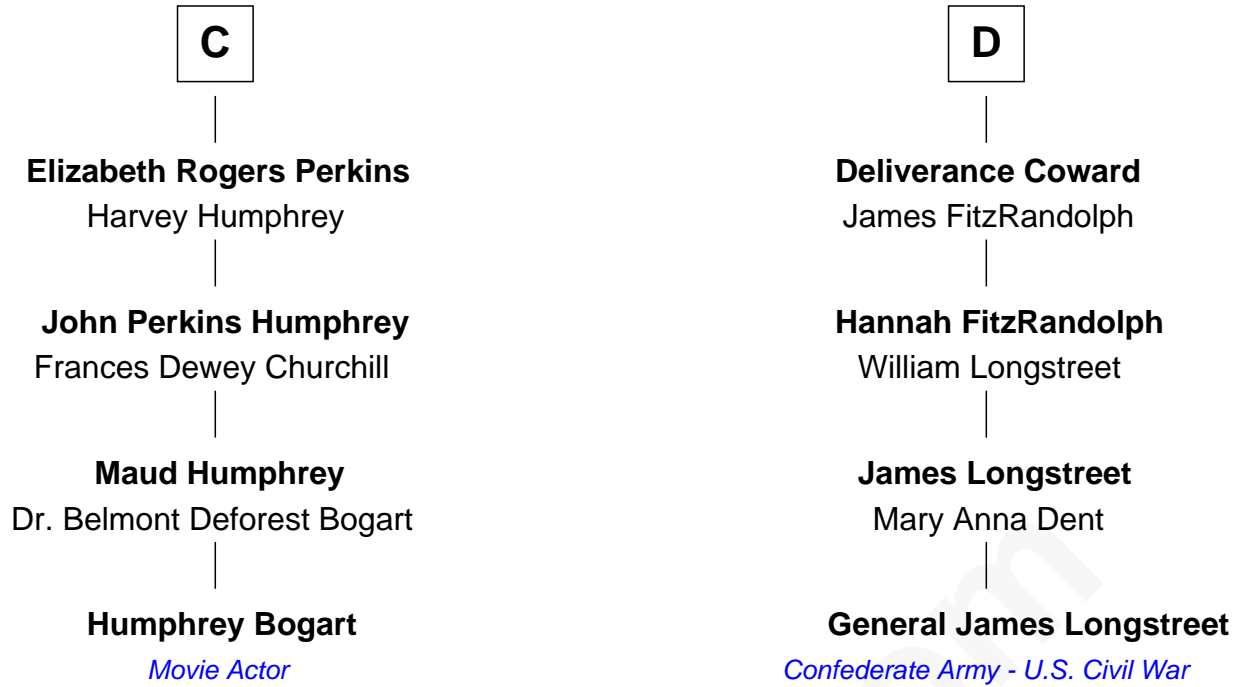 C
Elizabeth Rogers Perkins
Harvey Humphrey
John Perkins Humphrey
Frances Dewey Churchill
Maud Humphrey
Dr. Belmont Deforest Bogart
Humphrey Bogart
Movie Actor
D
Deliverance Coward
James FitzRandolph
Hannah FitzRandolph
William Longstreet
James Longstreet
Mary Anna Dent
General James Longstreet
Confederate Army - U.S. Civil War